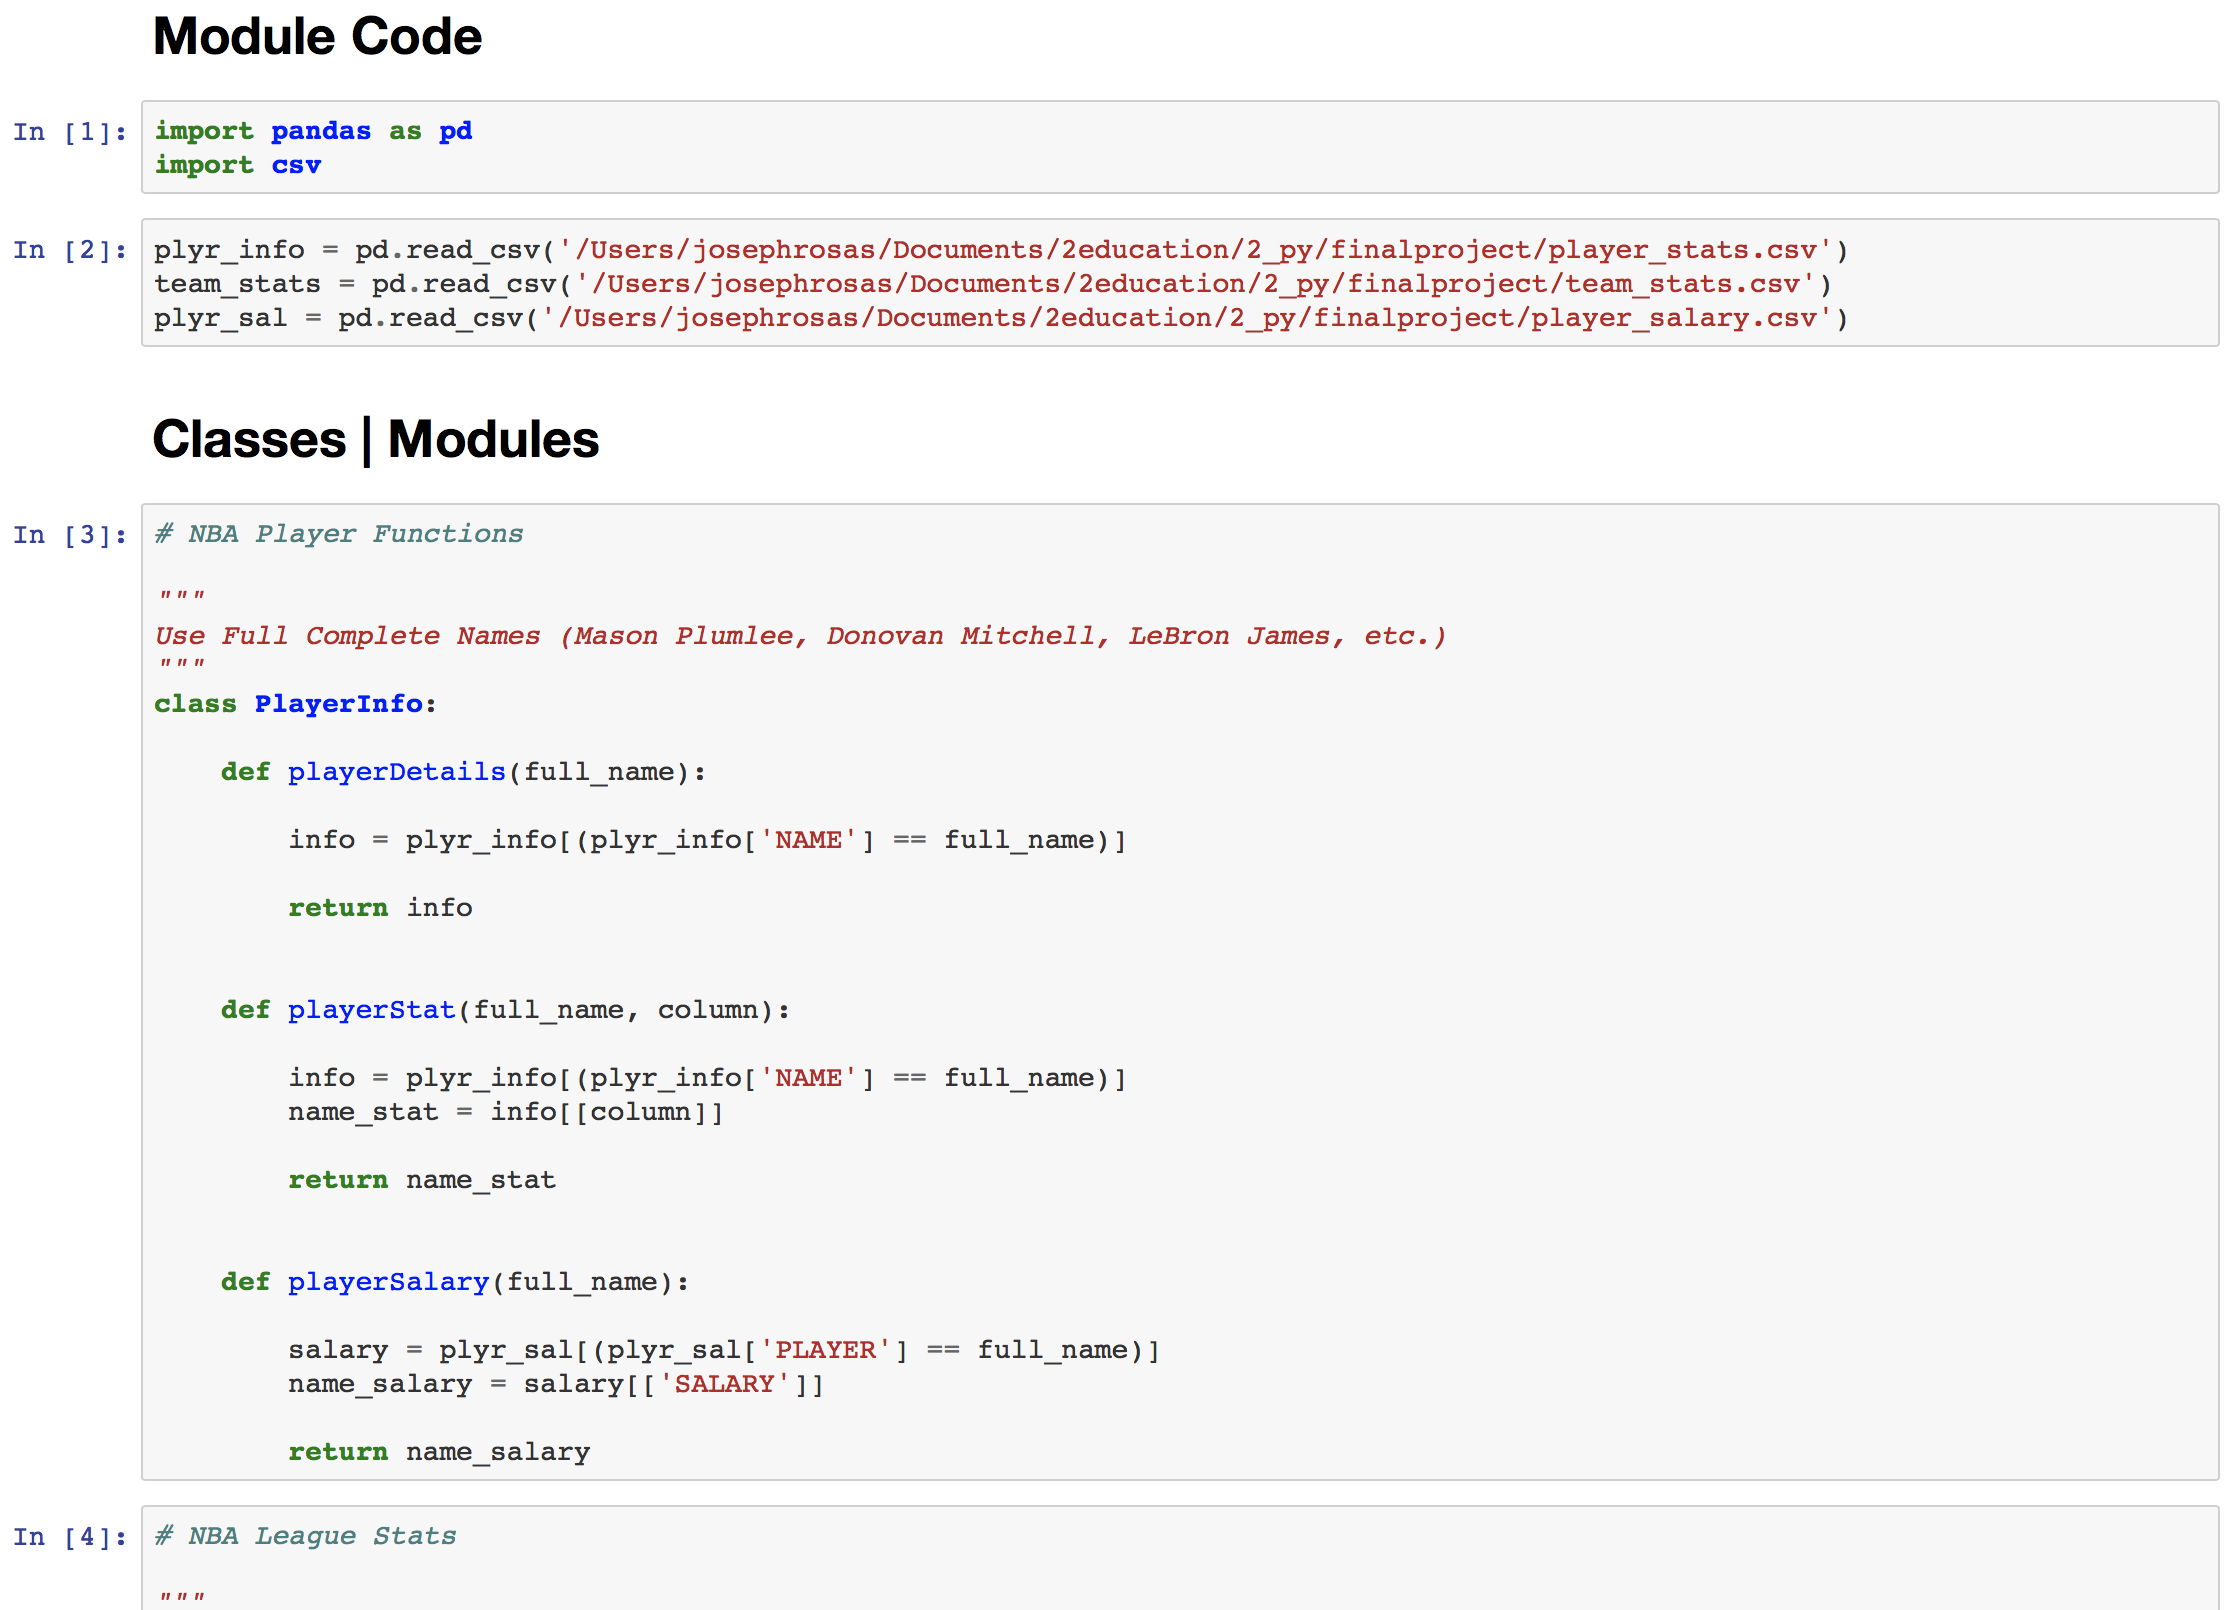 Module Code
In [1]:
import pandas as pd
import csv
In [2]:
plyr_info = pd.read_csv('/Users/josephrosas/Documents/2education/2_py/finalproject/player_stats.csv')
team_stats = pd.read_csv('/Users/josephrosas/Documents/2education/2_py/finalproject/team_stats.csv')
plyr_sal = pd.read_csv('/Users/josephrosas/Documents/2education/2_py/finalproject/player_salary.csv')
Classes | Modules
In [3]:
# NBA Player Functions
"""
Use Full Complete Names (Mason Plumlee, Donovan Mitchell, LeBron James, etc.)
"""
class PlayerInfo:
    def playerDetails(full_name):
        info = plyr_info[(plyr_info['NAME'] == full_name)]
        return info
    def playerStat(full_name, column):
        info = plyr_info[(plyr_info['NAME'] == full_name)]
        name_stat = info[[column]]
        return name_stat
    def playerSalary(full_name):
        salary = plyr_sal[(plyr_sal['PLAYER'] == full_name)]
        name_salary = salary[['SALARY']]
        return name_salary
In [4]:
# NBA League Stats
"""